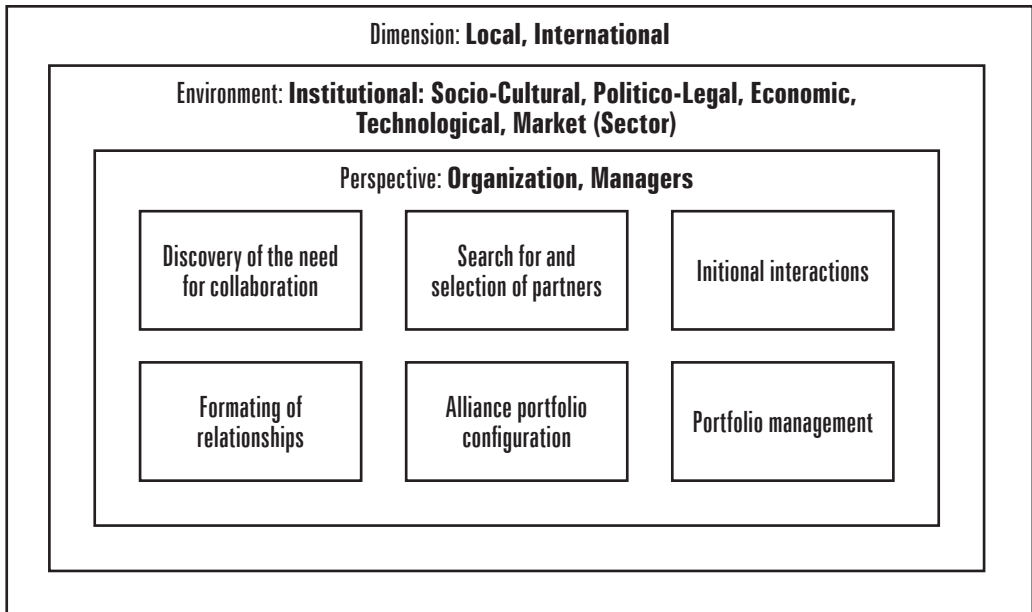 Dimension: Local, International
Environment: Institutional: Socio-Cultural, Politico-Legal, Economic,
Technological, Market (Sector)
Perspective: Organization, Managers
Discovery of the need
for collaboration
Search for and
selection of partners
Initional interactions
Formating of
relationships
Alliance portfolio
configuration
Portfolio management